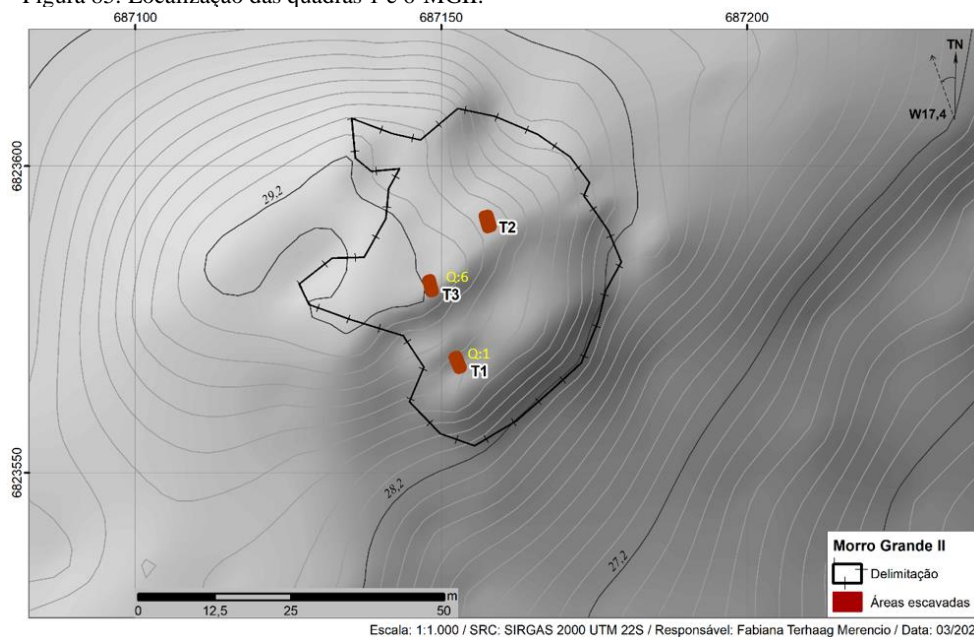 Figura 85: Localização das quadras 1 e 6 MGII.
687100 687150 687200
TN
W17,4
6823600
29,2
T2
Q:6
T3
Q:1
T1
6823550
28,2
27,2
m
0 12,5 25 50
Morro Grande II
Delimitação
Áreas escavadas
Escala: 1:1.000 / SRC: SIRGAS 2000 UTM 22S / Responsável: Fabiana Terhaag Merencio / Data: 03/202